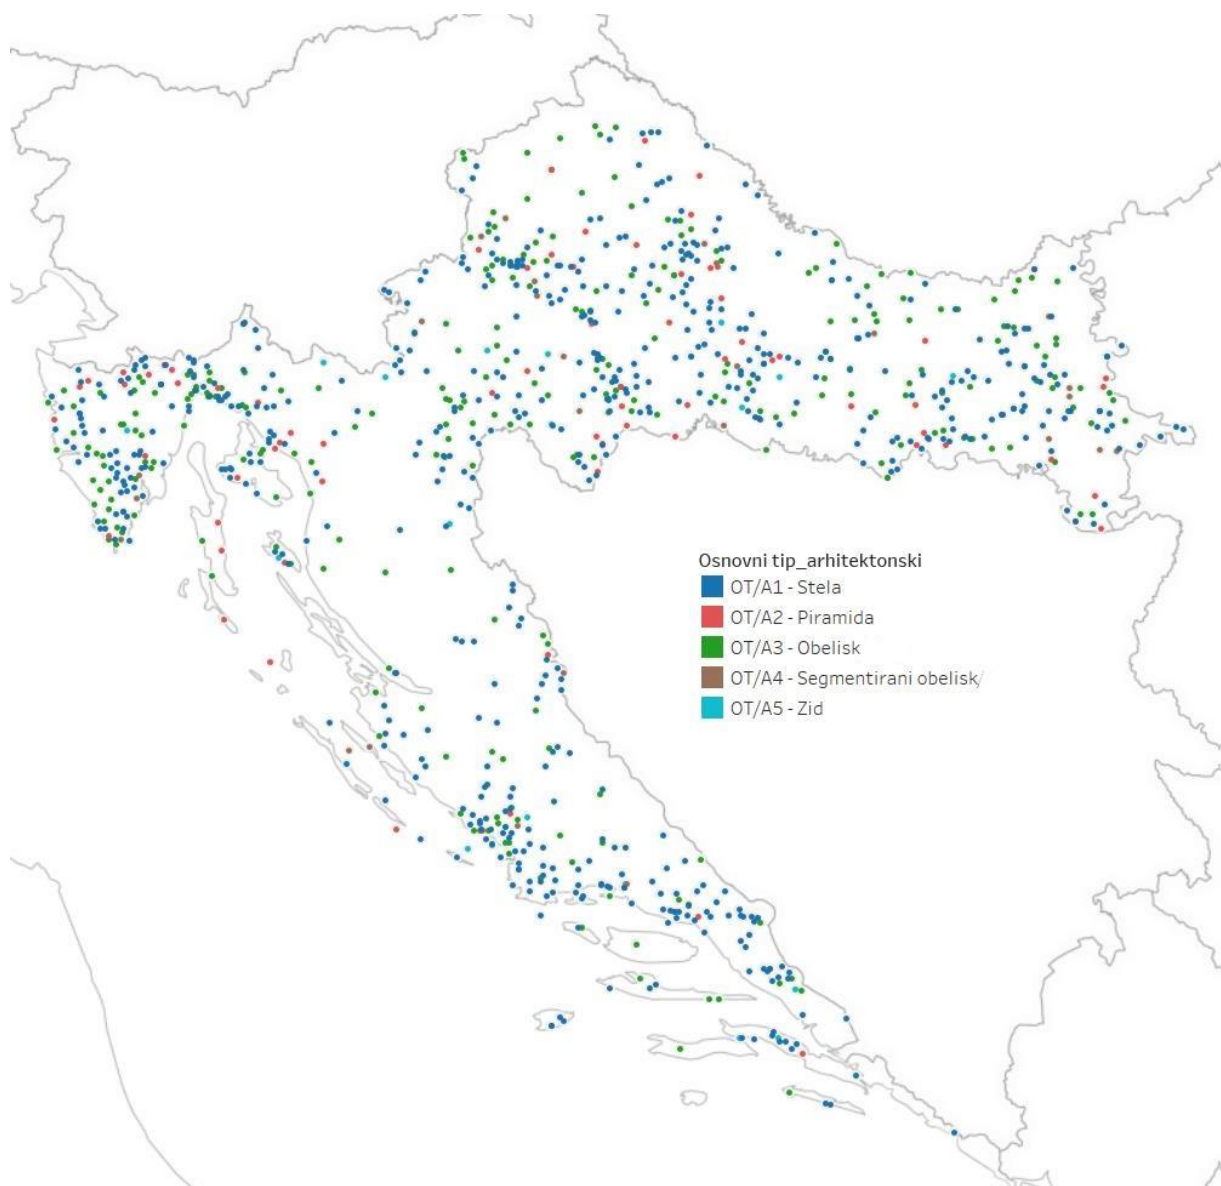 Osnovni tip_arhitektonski
OT/A1 - Stela
OT/A2 - Piramida
OT/A3 - Obelisk
OT/A4 - Segmentirani obelisk/
OT/A5 - Zid